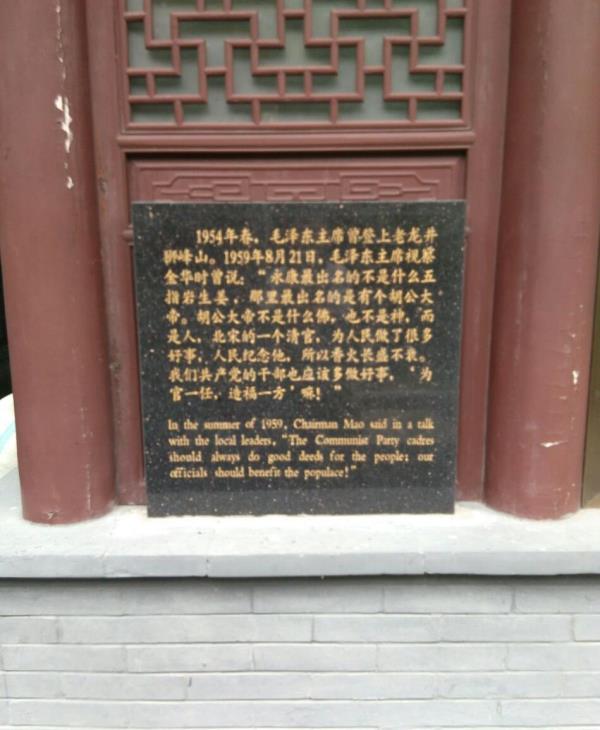 1954年春，毛泽东主席曾登上老龙井
狮峰山。1959年8月21日，毛泽东主席视察
金华时曾说：“永康最出名的不是什么五
指岩生姜，那里最出名的是有个胡公大
帝。胡公大帝不是什么佛，也不是神，而
是人，北宋的一个清官，为人民做了很多
好事，人民纪念他，所以香火长盛不衰。
我们共产党的干部也应该多做好事，‘为
官一任，造福一方’嘛！”
In the summer of 1959, Chairman Mao said in a talk
with the local leaders, "The Communist Party cadres
should always do good deeds for the people; our
officials should benefit the populace!"